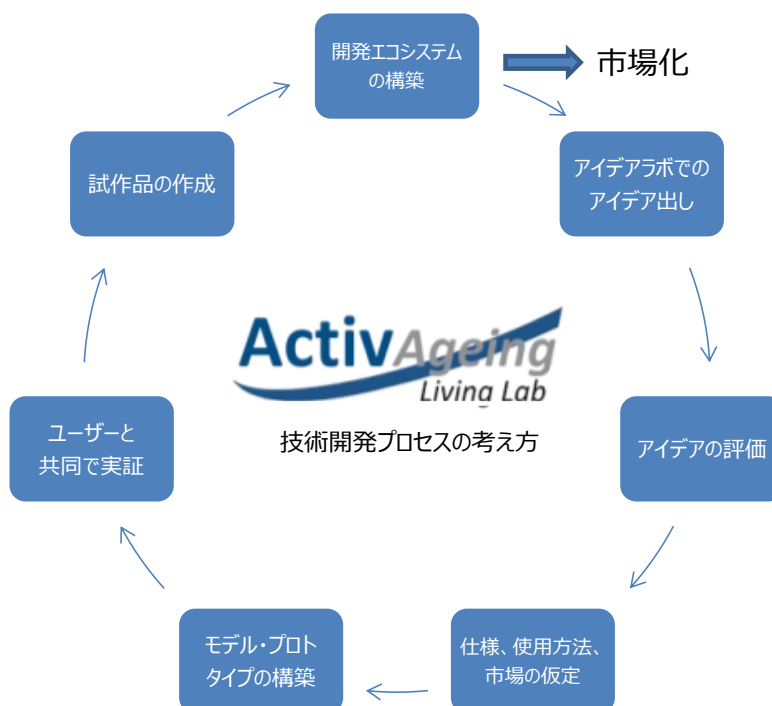 開発エコシステム
の構築
市場化
アイデアラボでの
アイデア出し
アイデアの評価
仕様、使用方法、
市場の仮定
モデル・プロト
タイプの構築
ユーザーと
共同で実証
試作品の作成
ActivAgeing
Living Lab
技術開発プロセスの考え方